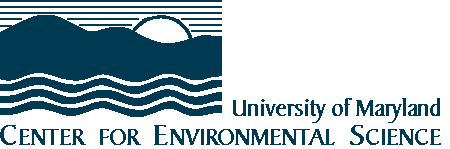 University of Maryland
CENTER FOR ENVIRONMENTAL SCIENCE